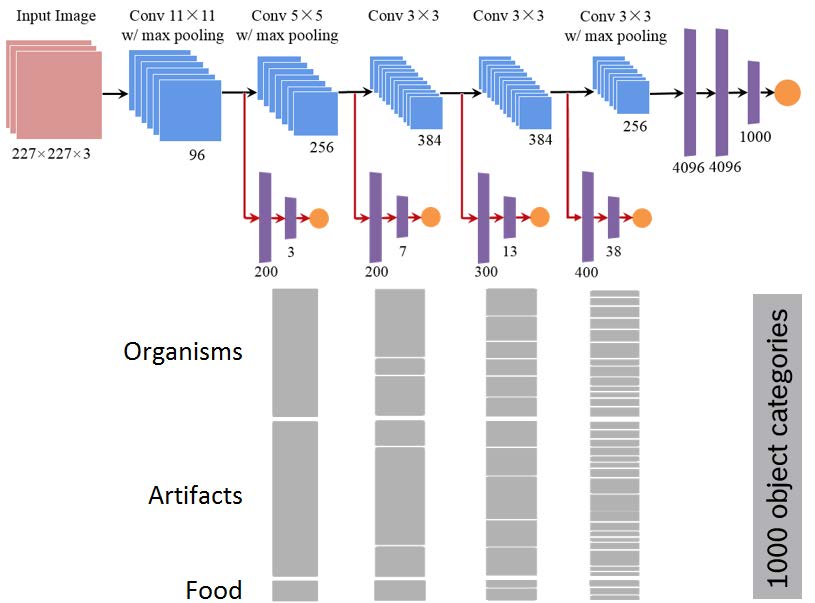 Input Image
Conv 11×11
w/ max pooling
Conv 5×5
w/ max pooling
Conv 3×3
Conv 3×3
Conv 3×3
w/ max pooling
227×227×3
96
256
384
384
256
4096
4096
1000
3
7
13
38
200
200
300
400
Organisms
Artifacts
Food
1000 object categories